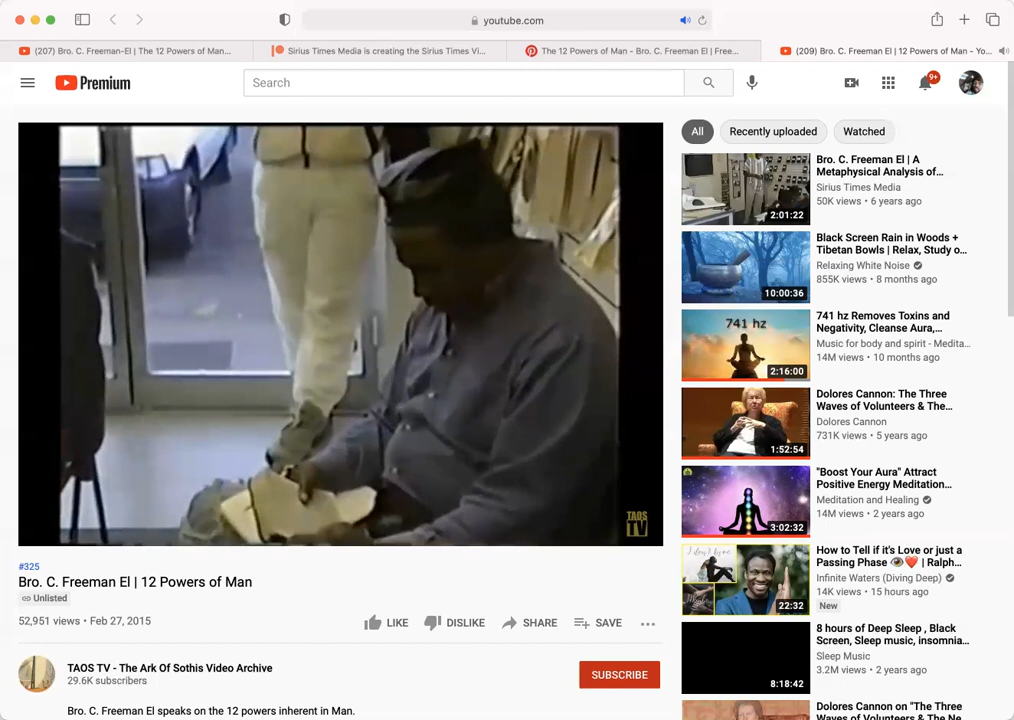 youtube.com
(207) Bro. C. Freeman-El | The 12 Powers of Man...
Sirius Times Media is creating the Sirius Times Vi...
The 12 Powers of Man - Bro. C. Freeman El | Free...
(209) Bro. C. Freeman El | 12 Powers of Man - Yo...
Premium
Search
9+
All
Recently uploaded
Watched
TAOS
TV
#325
Bro. C. Freeman El | 12 Powers of Man
Unlisted
52,951 views • Feb 27, 2015
LIKE
DISLIKE
SHARE
SAVE
TAOS TV - The Ark Of Sothis Video Archive
29.6K subscribers
SUBSCRIBE
Bro. C. Freeman El speaks on the 12 powers inherent in Man.
2:01:22
Bro. C. Freeman El | A
Metaphysical Analysis of...
Sirius Times Media
50K views • 6 years ago
10:00:36
Black Screen Rain in Woods +
Tibetan Bowls | Relax, Study o...
Relaxing White Noise
855K views • 8 months ago
741 hz
2:16:00
741 hz Removes Toxins and
Negativity, Cleanse Aura,...
Music for body and spirit - Medita...
14M views • 10 months ago
1:52:54
Dolores Cannon: The Three
Waves of Volunteers & The...
Dolores Cannon
731K views • 5 years ago
3:02:32
"Boost Your Aura" Attract
Positive Energy Meditation...
Meditation and Healing
14M views • 2 years ago
22:32
How to Tell if it's Love or just a
Passing Phase 👁️❤️ | Ralph...
Infinite Waters (Diving Deep)
14K views • 15 hours ago
New
8:18:42
8 hours of Deep Sleep , Black
Screen, Sleep music, insomnia...
Sleep Music
3.2M views • 2 years ago
Dolores Cannon on "The Three
Waves of Volunteers & The Ne